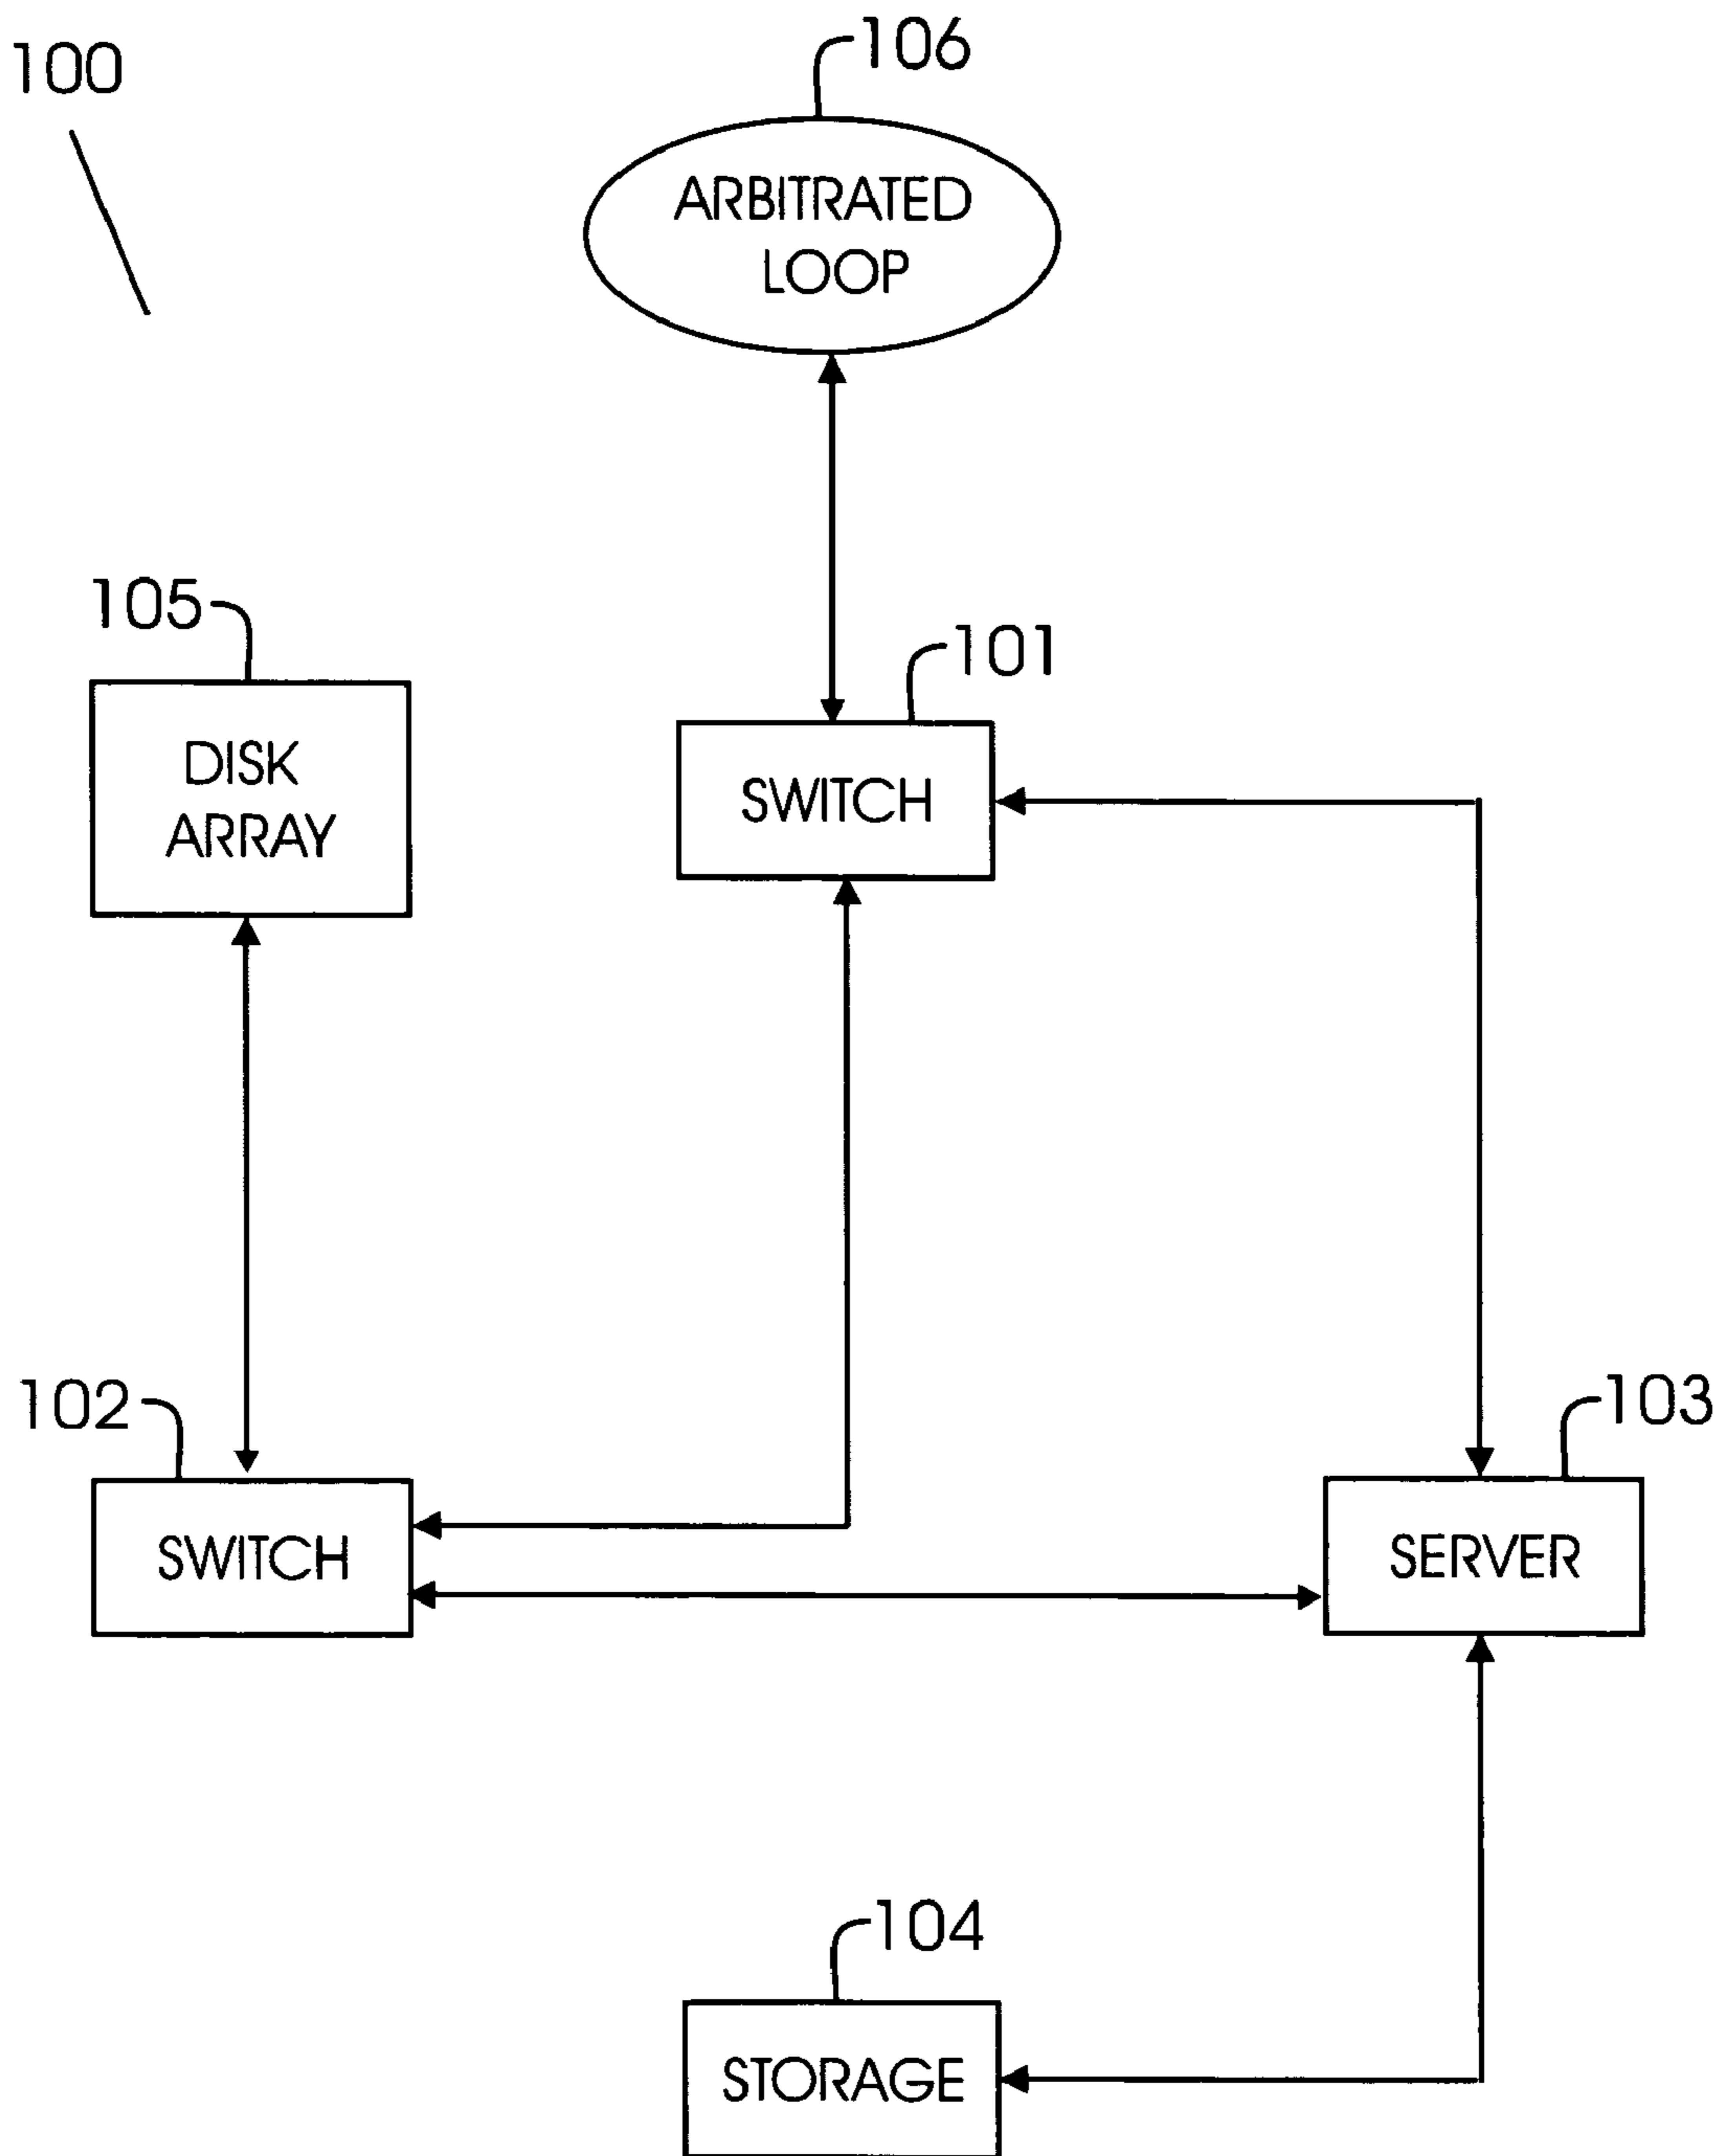 100
106
ARBITRATED
LOOP
105
101
DISK
ARRAY
SWITCH
102
103
SWITCH
SERVER
104
STORAGE